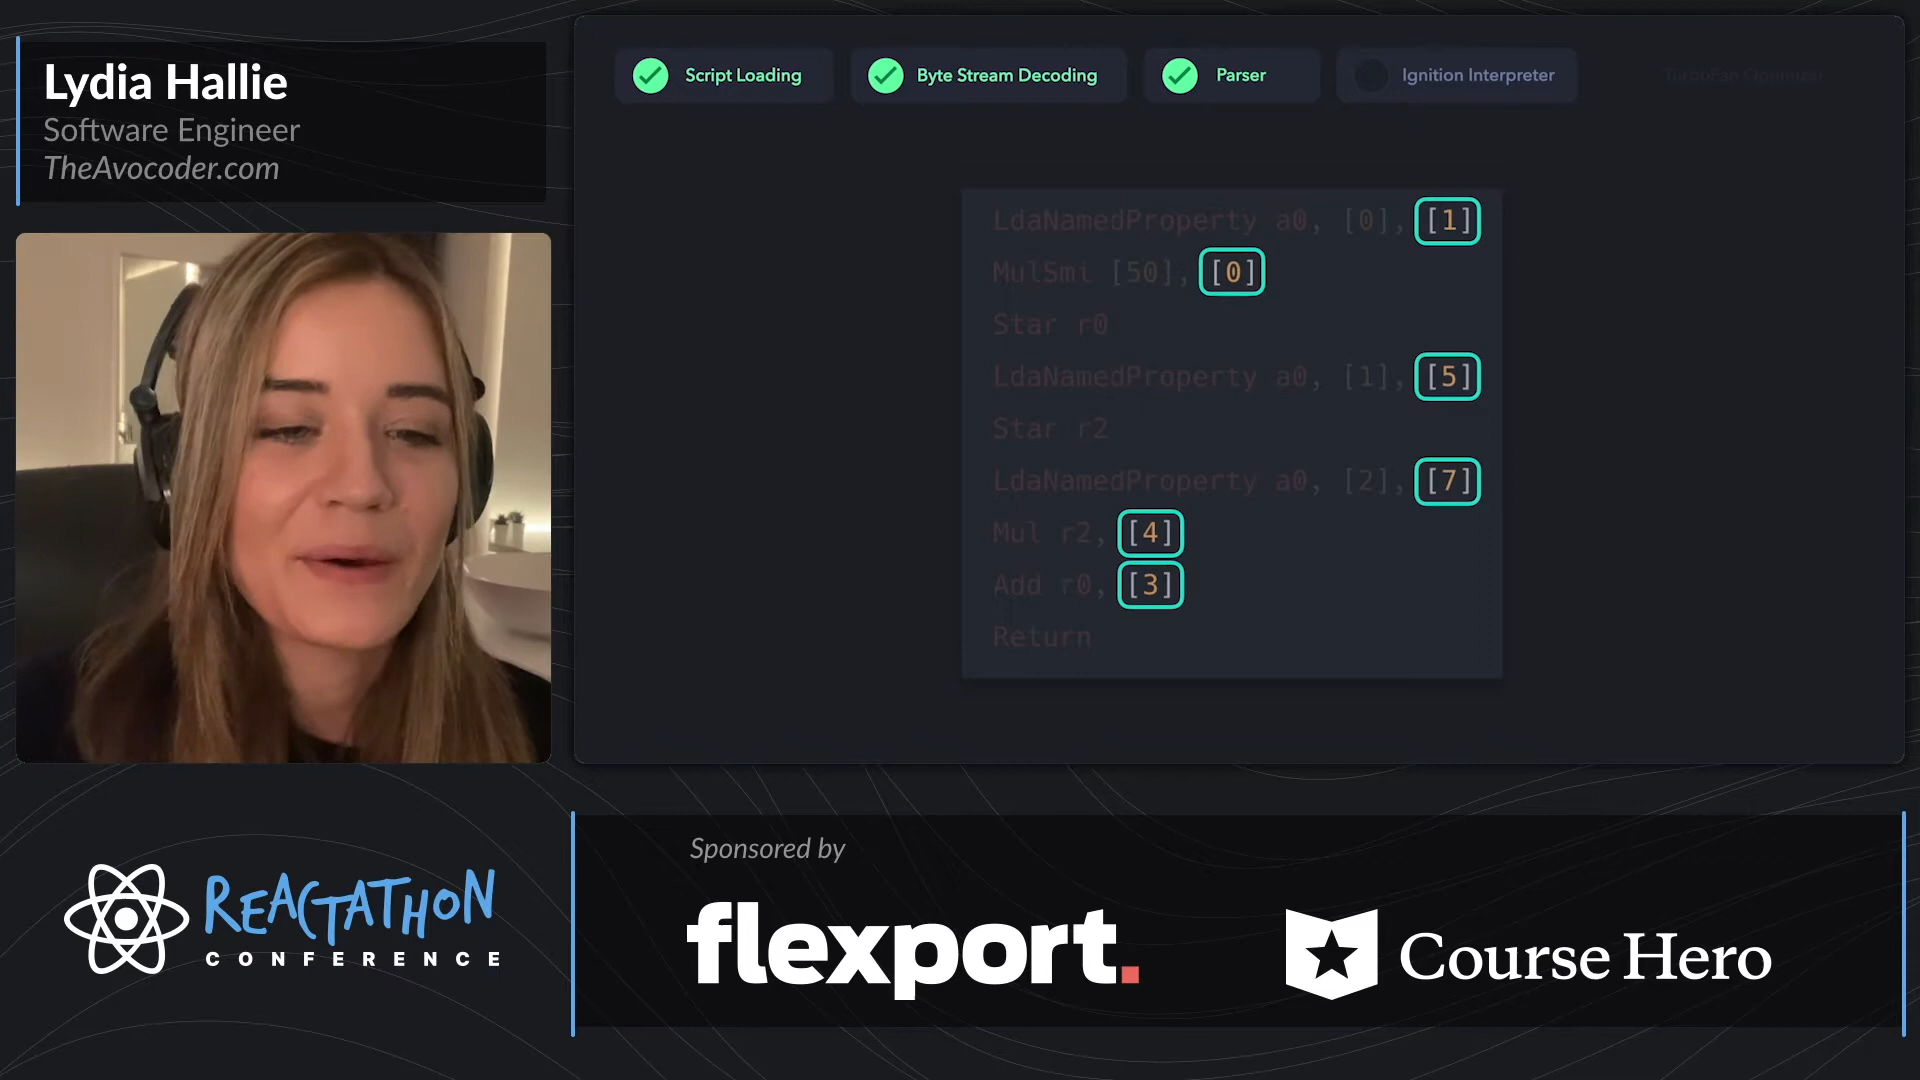 Lydia Hallie
Software Engineer
TheAvocoder.com
Script Loading
Byte Stream Decoding
Parser
Ignition Interpreter
TurboFan Optimizer
LdaNamedProperty a0, [0], [1]
MulSmi [50], [0]
Star r0
LdaNamedProperty a0, [1], [5]
Star r2
LdaNamedProperty a0, [2], [7]
Mul r2, [4]
Add r0, [3]
Return
REACTATHON
CONFERENCE
Sponsored by
flexport.
Course Hero